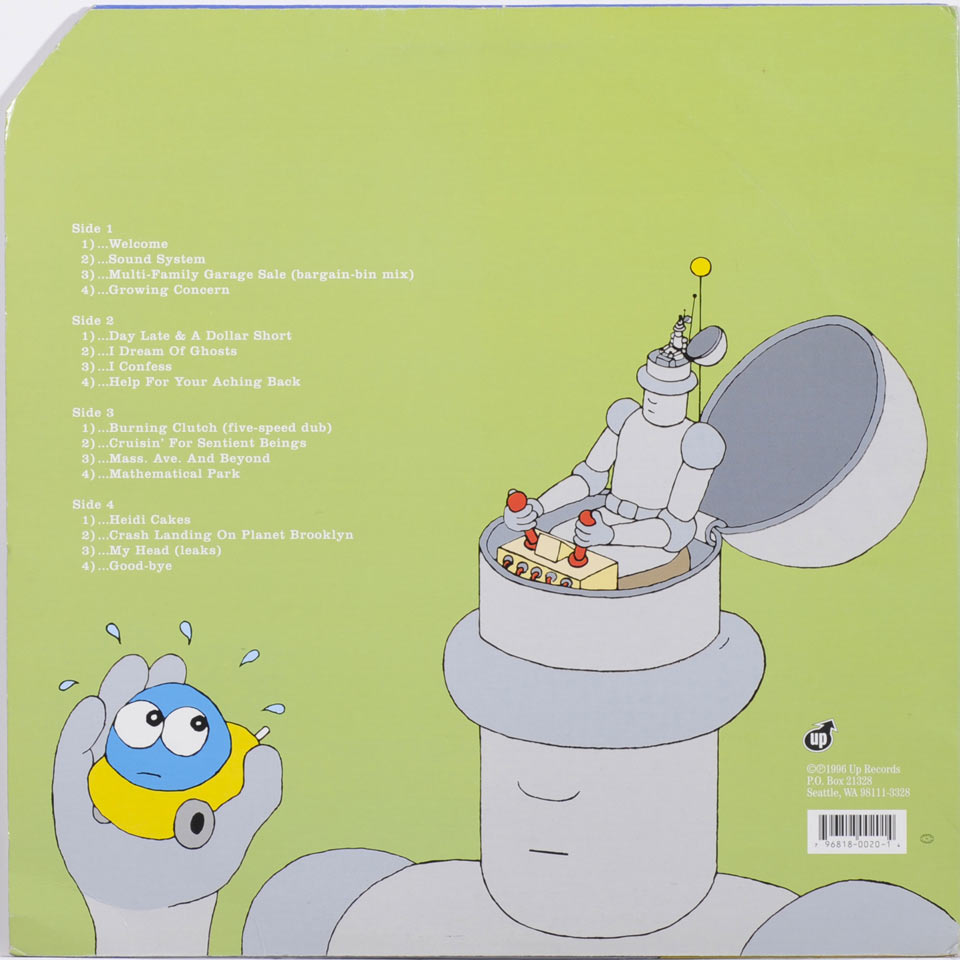 Side 1
1)...Welcome
2)...Sound System
3)...Multi-Family Garage Sale (bargain-bin mix)
4)...Growing Concern
Side 2
1)...Day Late & A Dollar Short
2)...I Dream Of Ghosts
3)...I Confess
4)...Help For Your Aching Back
Side 3
1)...Burning Clutch (five-speed dub)
2)...Cruisin' For Sentient Beings
3)...Mass. Ave. And Beyond
4)...Mathematical Park
Side 4
1)...Heidi Cakes
2)...Crash Landing On Planet Brooklyn
3)...My Head (leaks)
4)...Good-bye
up
©℗1996 Up Records
P.O. Box 21328
Seattle, WA 98111-3328
7 96818-0020-1 4